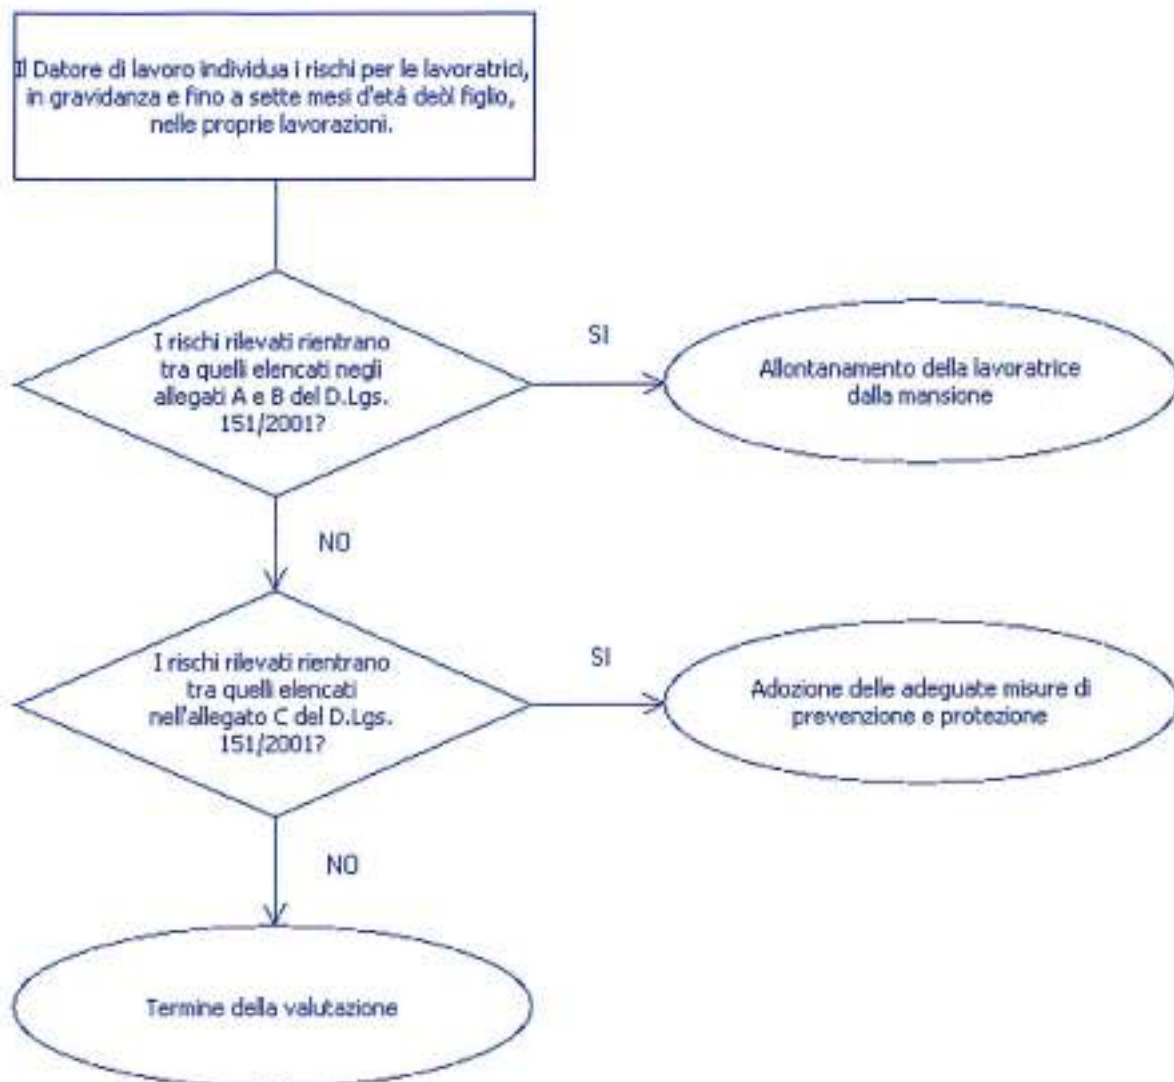 Il Datore di lavoro individua i rischi per le lavoratrici,
in gravidanza e fino a sette mesi d'etá deòl figlio,
nelle proprie lavorazioni.
I rischi rilevati rientrano
tra quelli elencati negli
allegati A e B del D.Lgs.
151/2001?
SI
Allontanamento della lavoratrice
dalla mansione
NO
I rischi rilevati rientrano
tra quelli elencati
nell'allegato C del D.Lgs.
151/2001?
SI
Adozione delle adeguate misure di
prevenzione e protezione
NO
Termine della valutazione